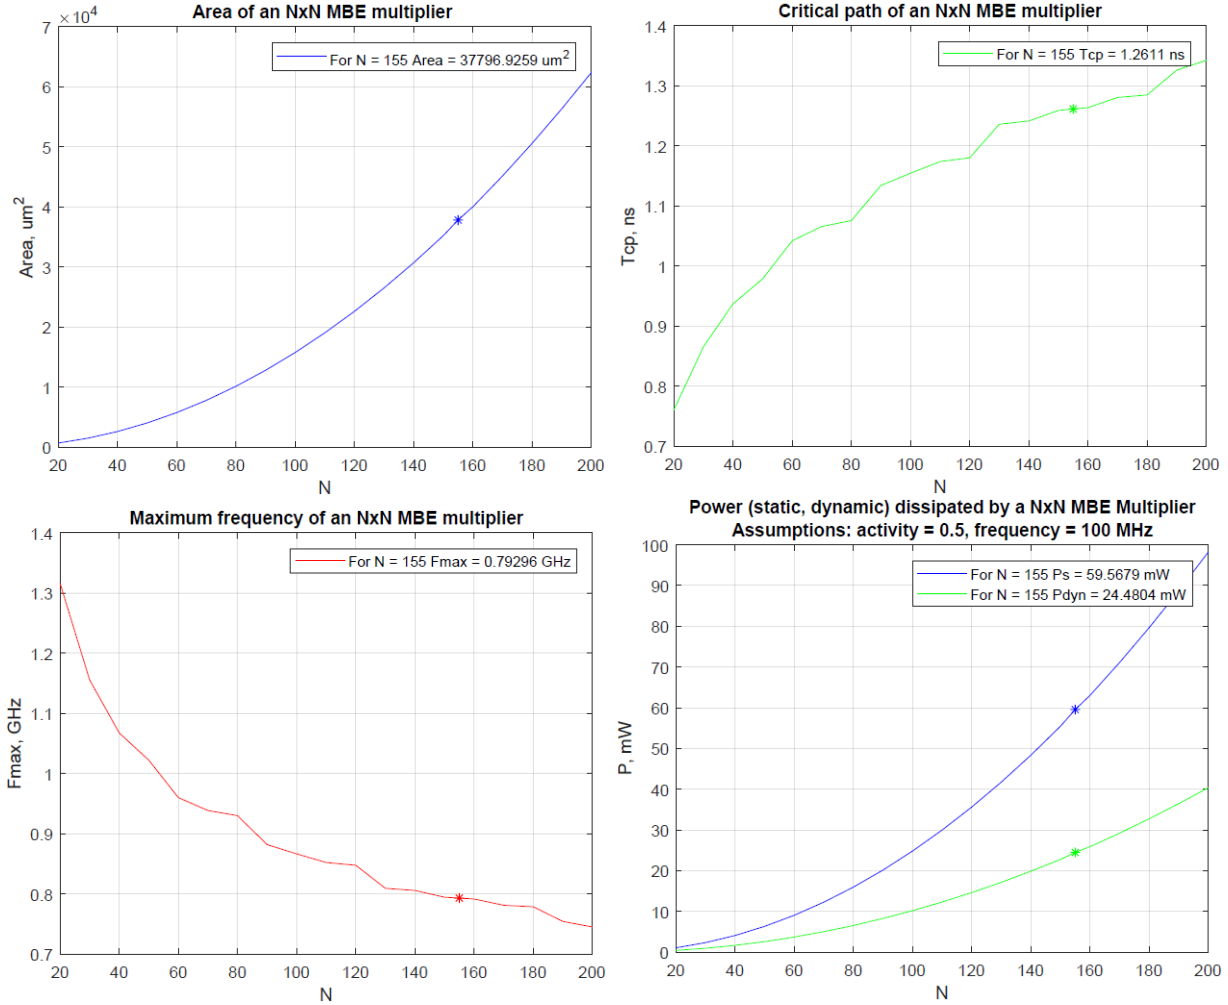 Area of an NxN MBE multiplier
× 10⁴
7
6
5
4
3
2
1
0
Area, um²
For N = 155 Area = 37796.9259 um²
20 40 60 80 100 120 140 160 180 200
N
Critical path of an NxN MBE multiplier
1.4
1.3
1.2
1.1
1
0.9
0.8
0.7
Tcp, ns
For N = 155 Tcp = 1.2611 ns
20 40 60 80 100 120 140 160 180 200
N
Maximum frequency of an NxN MBE multiplier
1.4
1.3
1.2
1.1
1
0.9
0.8
0.7
Fmax, GHz
For N = 155 Fmax = 0.79296 GHz
20 40 60 80 100 120 140 160 180 200
N
Power (static, dynamic) dissipated by a NxN MBE Multiplier
Assumptions: activity = 0.5, frequency = 100 MHz
100
90
80
70
60
50
40
30
20
10
0
P, mW
For N = 155 Ps = 59.5679 mW
For N = 155 Pdyn = 24.4804 mW
20 40 60 80 100 120 140 160 180 200
N